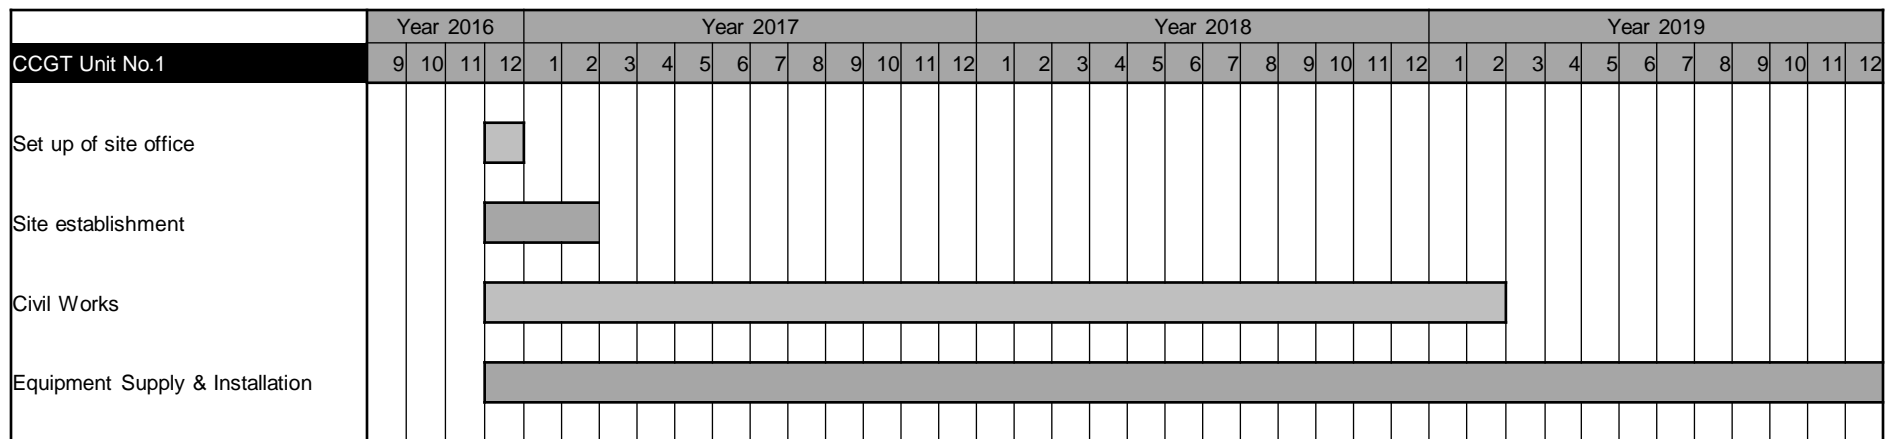 Year 2016 Year 2017 Year 2018 Year 2019
CCGT Unit No.1 9 10 11 12 1 2 3 4 5 6 7 8 9 10 11 12 1 2 3 4 5 6 7 8 9 10 11 12 1 2 3 4 5 6 7 8 9 10 11 12
Set up of site office
Site establishment
Civil Works
Equipment Supply & Installation